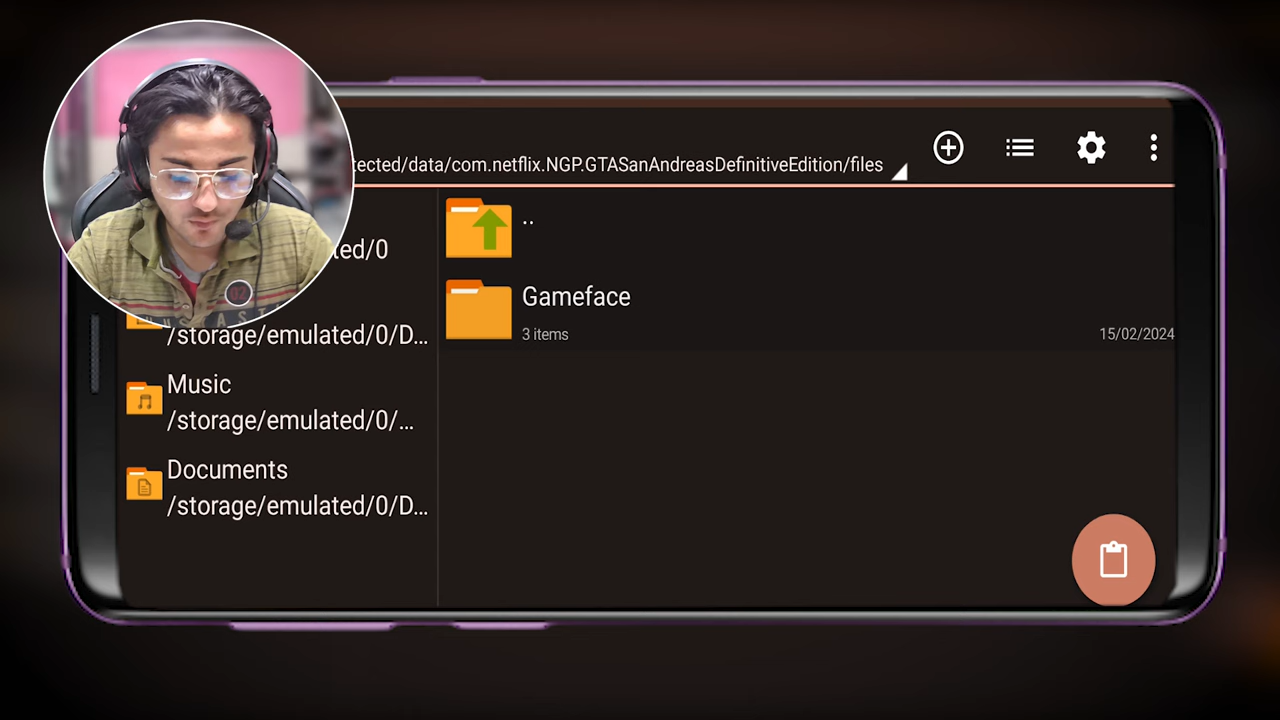 tected/data/com.netflix.NGP.GTASanAndreasDefinitiveEdition/files
..
ted/0
Gameface
3 items
15/02/2024
/storage/emulated/0/D...
Music
/storage/emulated/0/...
Documents
/storage/emulated/0/D...
02